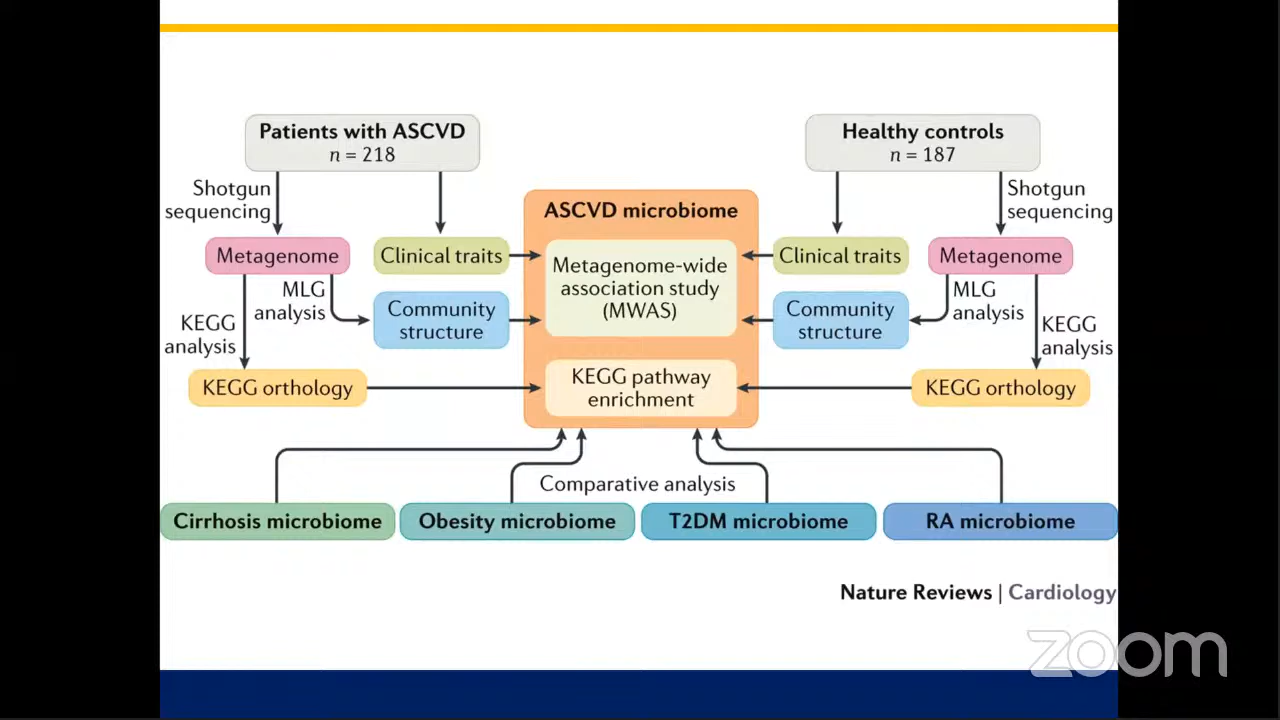 Patients with ASCVD
n = 218
Healthy controls
n = 187
Shotgun
sequencing
Shotgun
sequencing
ASCVD microbiome
Metagenome
Clinical traits
Metagenome-wide
association study
(MWAS)
Clinical traits
Metagenome
MLG
analysis
Community
structure
Community
structure
MLG
analysis
KEGG
analysis
KEGG
analysis
KEGG orthology
KEGG pathway
enrichment
KEGG orthology
Comparative analysis
Cirrhosis microbiome
Obesity microbiome
T2DM microbiome
RA microbiome
Nature Reviews | Cardiology
zoom